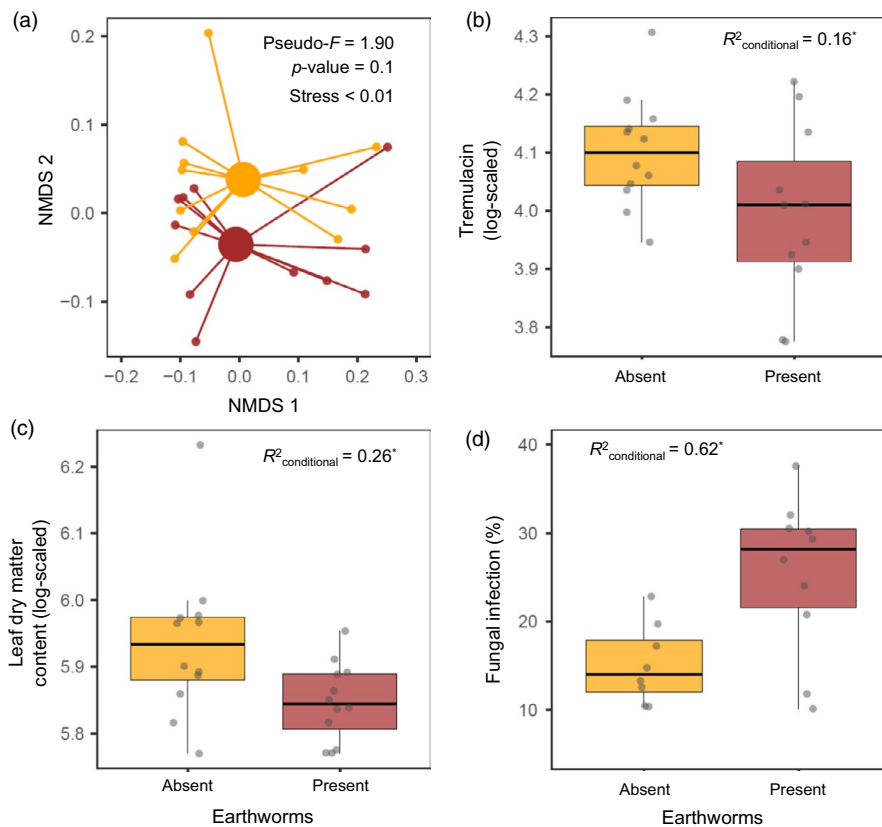 (a)
Pseudo-F = 1.90
p-value = 0.1
Stress < 0.01
0.2
0.1
0.0
−0.1
−0.2
−0.1
0.0
0.1
0.2
0.3
NMDS 2
NMDS 1
(b)
R²conditional = 0.16*
4.3
4.2
4.1
4.0
3.9
3.8
Tremulacin
(log-scaled)
Absent
Present
(c)
R²conditional = 0.26*
6.2
6.1
6.0
5.9
5.8
Leaf dry matter
content (log-scaled)
Absent
Present
Earthworms
(d)
R²conditional = 0.62*
40
30
20
10
Fungal infection (%)
Absent
Present
Earthworms